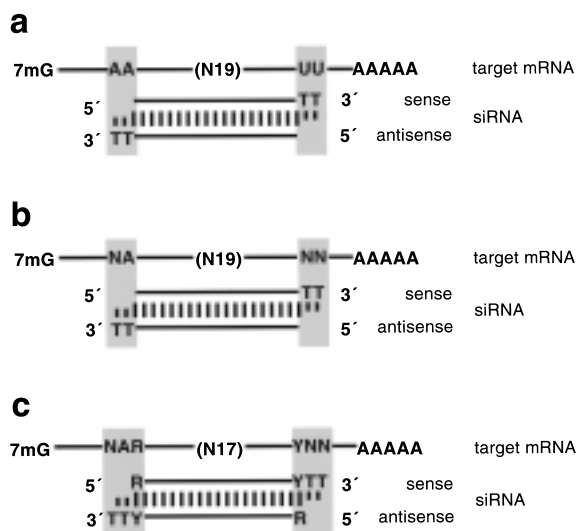 a
7mG AA (N19) UU AAAAA target mRNA
5´ TT 3´ sense
siRNA
3´ TT 5´ antisense
b
7mG NA (N19) NN AAAAA target mRNA
5´ TT 3´ sense
siRNA
3´ TT 5´ antisense
c
7mG NAR (N17) YNN AAAAA target mRNA
5´ R YTT 3´ sense
siRNA
3´ TTY R 5´ antisense